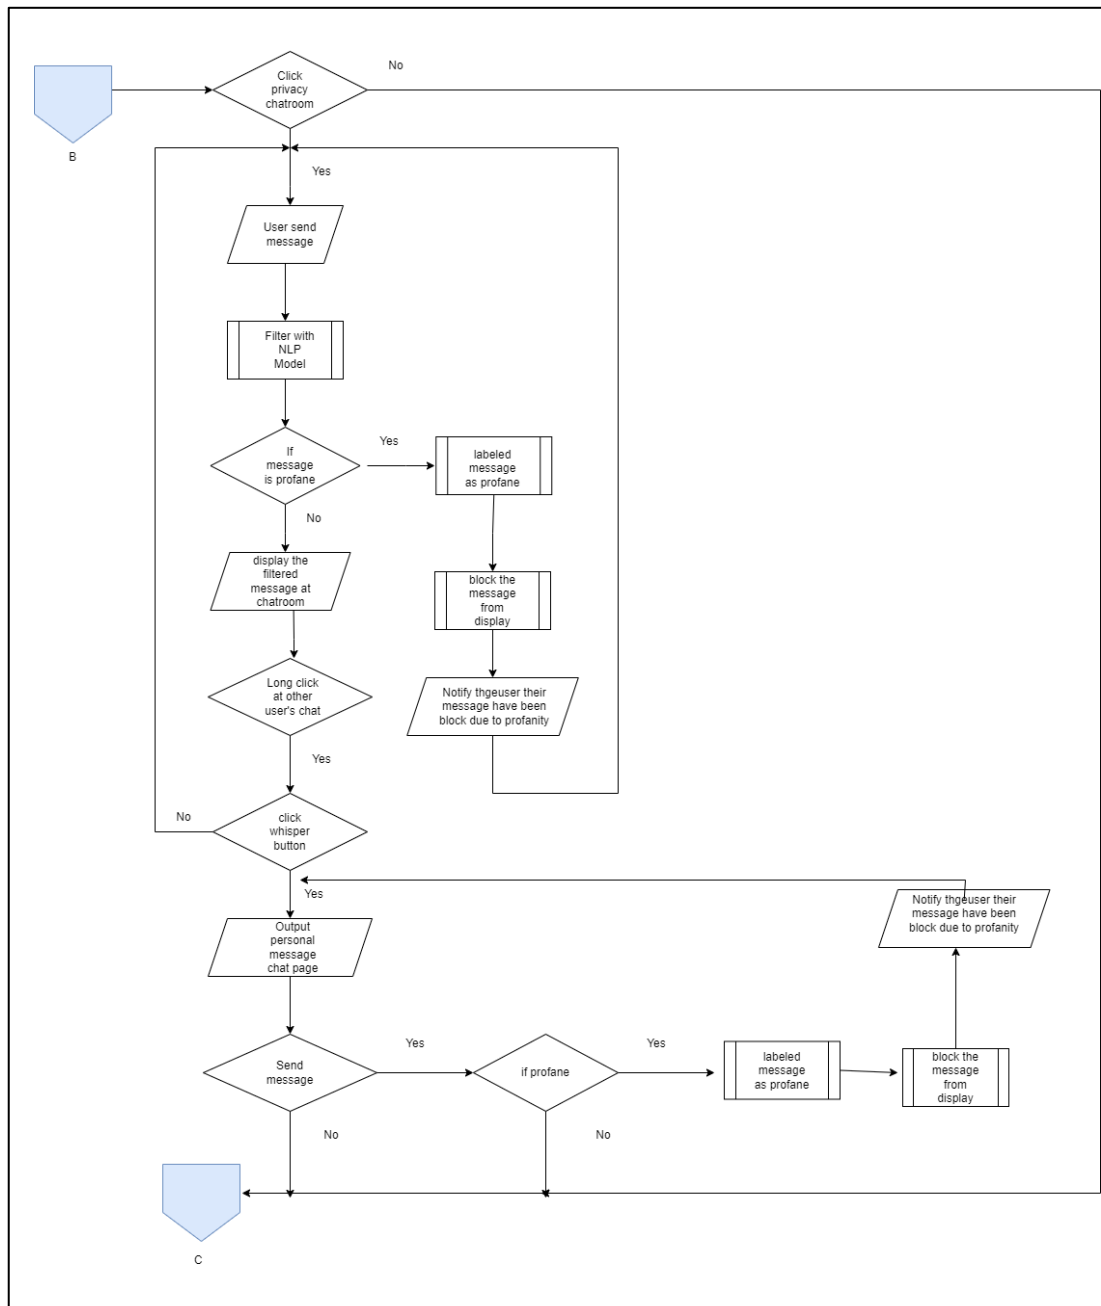 Click
privacy
chatroom
No
B
Yes
User send
message
Filter with
NLP
Model
If
message
is profane
Yes
labeled
message
as profane
No
display the
filtered
message at
chatroom
block the
message
from
display
Long click
at other
user's chat
Notify thgeuser their
message have been
block due to profanity
Yes
No
click
whisper
button
Yes
Notify thgeuser their
message have been
block due to profanity
Output
personal
message
chat page
Send
message
Yes
if profane
Yes
labeled
message
as profane
block the
message
from
display
No
No
C